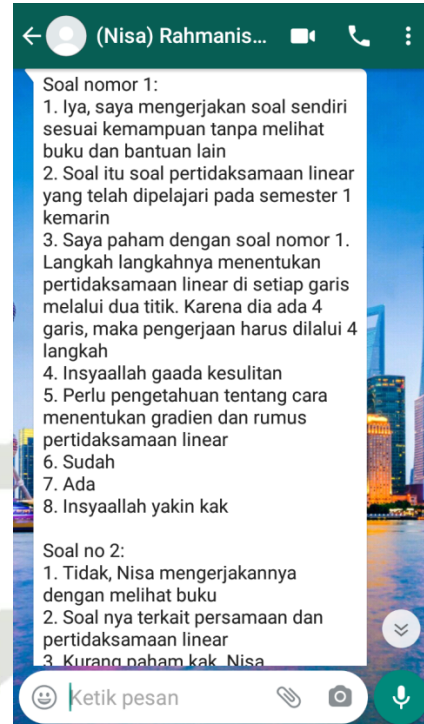 (Nisa) Rahmanis...
Soal nomor 1:
1. Iya, saya mengerjakan soal sendiri
sesuai kemampuan tanpa melihat
buku dan bantuan lain
2. Soal itu soal pertidaksamaan linear
yang telah dipelajari pada semester 1
kemarin
3. Saya paham dengan soal nomor 1.
Langkah langkahnya menentukan
pertidaksamaan linear di setiap garis
melalui dua titik. Karena dia ada 4
garis, maka pengerjaan harus dilalui 4
langkah
4. Insyaallah gaada kesulitan
5. Perlu pengetahuan tentang cara
menentukan gradien dan rumus
pertidaksamaan linear
6. Sudah
7. Ada
8. Insyaallah yakin kak
Soal no 2:
1. Tidak, Nisa mengerjakannya
dengan melihat buku
2. Soal nya terkait persamaan dan
pertidaksamaan linear
3. Kurang paham kak. Nisa
Ketik pesan